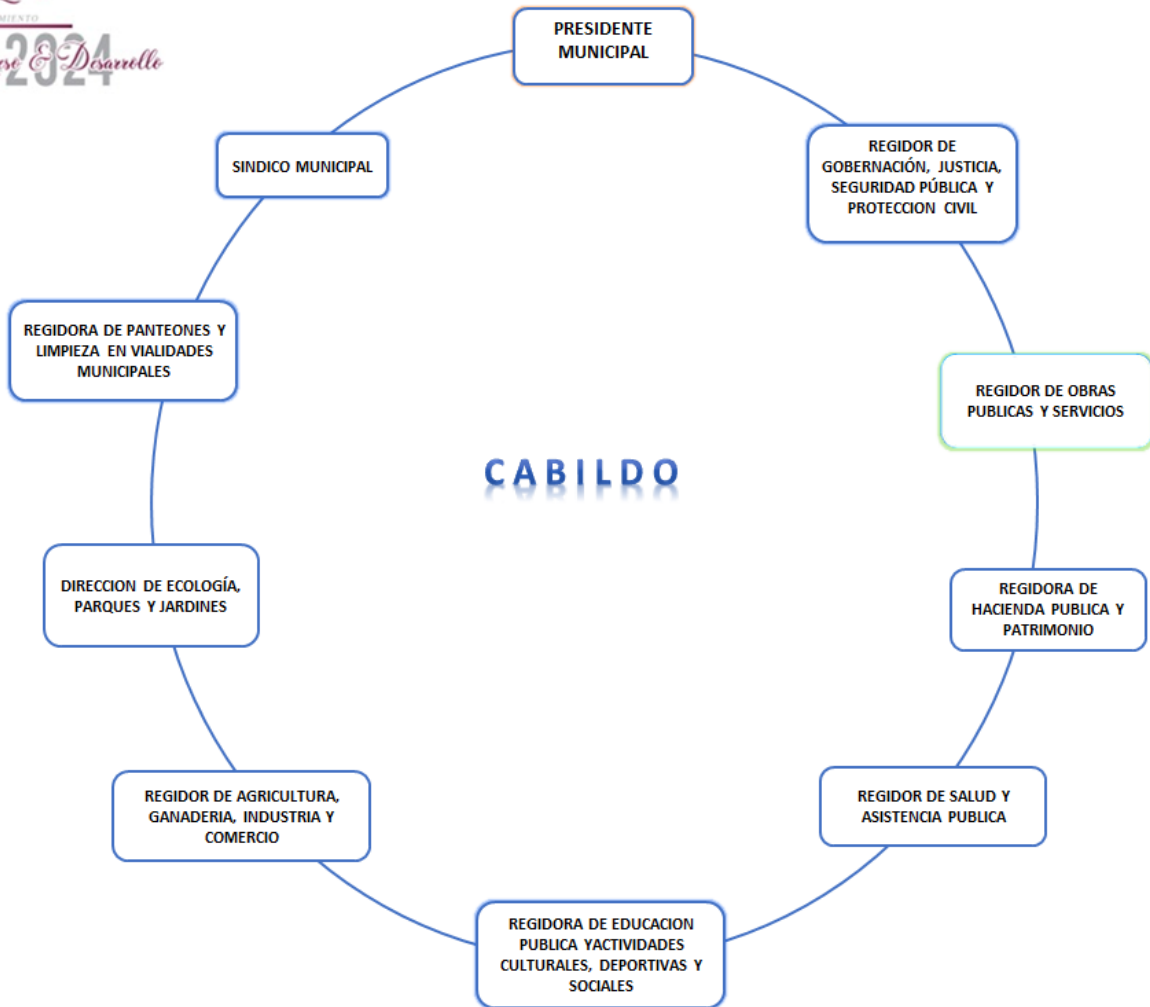 2024
& Desarrollo
PRESIDENTE
MUNICIPAL
REGIDOR DE
GOBERNACIÓN, JUSTICIA,
SEGURIDAD PÚBLICA Y
PROTECCION CIVIL
REGIDOR DE OBRAS
PUBLICAS Y SERVICIOS
REGIDORA DE
HACIENDA PUBLICA Y
PATRIMONIO
REGIDOR DE SALUD Y
ASISTENCIA PUBLICA
REGIDORA DE EDUCACION
PUBLICA YACTIVIDADES
CULTURALES, DEPORTIVAS Y
SOCIALES
REGIDOR DE AGRICULTURA,
GANADERIA, INDUSTRIA Y
COMERCIO
DIRECCION DE ECOLOGÍA,
PARQUES Y JARDINES
REGIDORA DE PANTEONES Y
LIMPIEZA EN VIALIDADES
MUNICIPALES
SINDICO MUNICIPAL
CABILDO